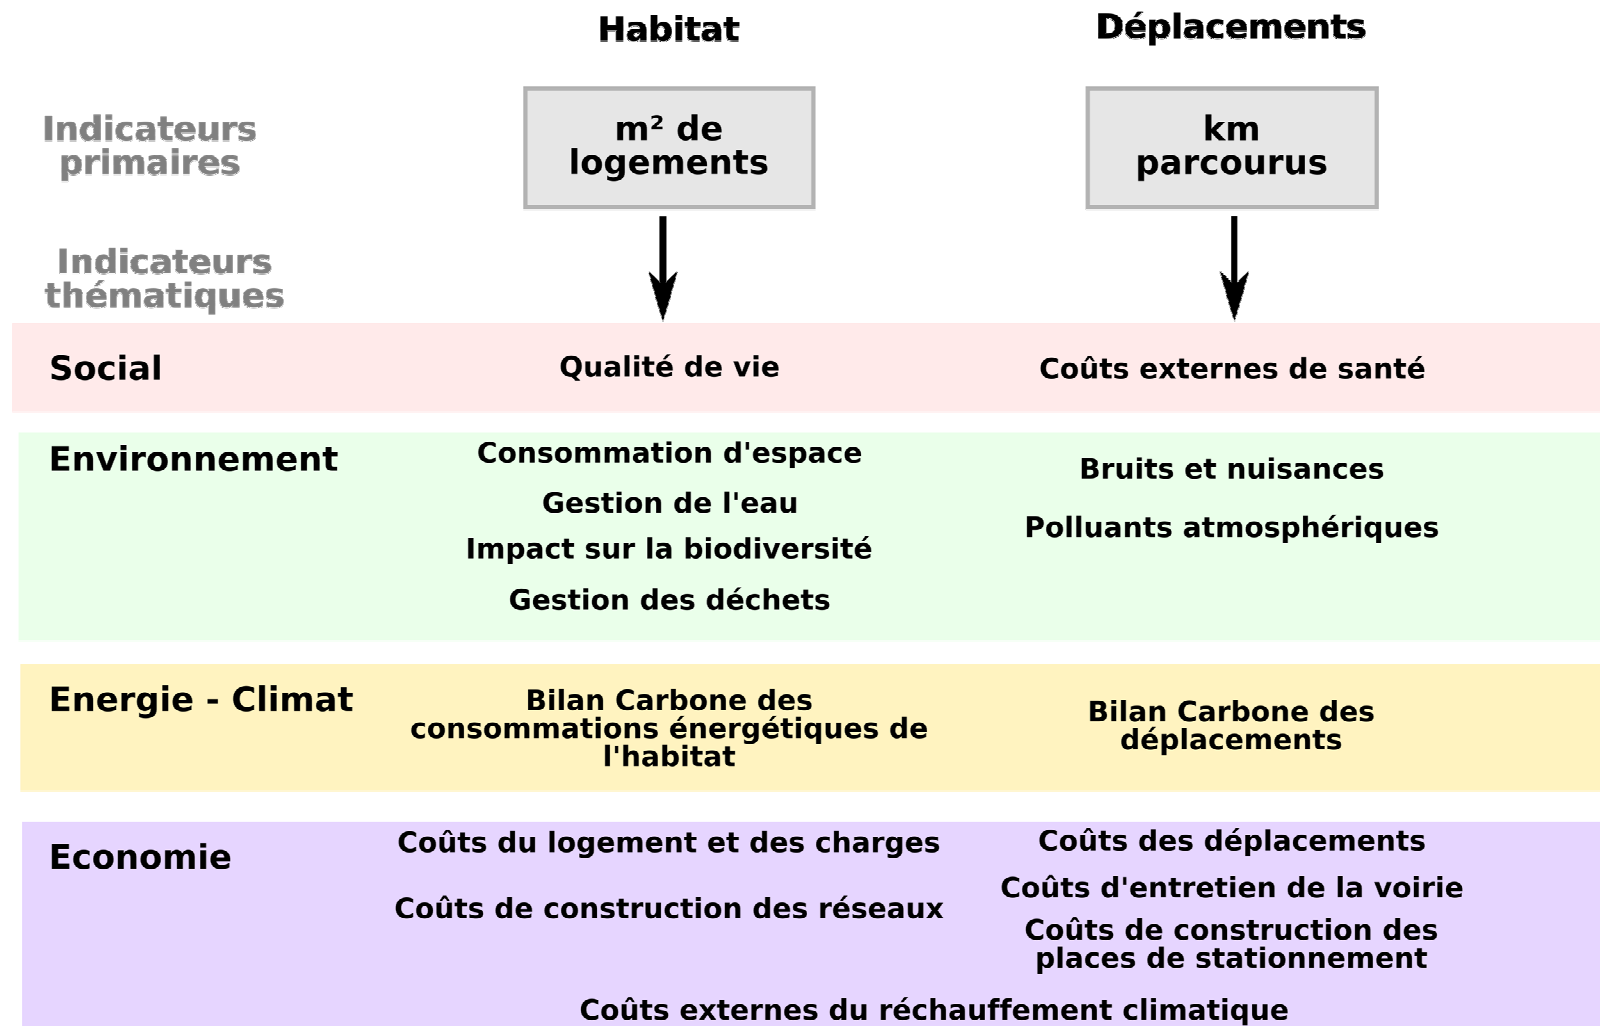 Habitat
Déplacements
Indicateurs
primaires
m² de
logements
km
parcourus
Indicateurs
thématiques
Social
Qualité de vie
Coûts externes de santé
Environnement
Consommation d'espace
Gestion de l'eau
Impact sur la biodiversité
Gestion des déchets
Bruits et nuisances
Polluants atmosphériques
Energie - Climat
Bilan Carbone des
consommations énergétiques de
l'habitat
Bilan Carbone des
déplacements
Economie
Coûts du logement et des charges
Coûts de construction des réseaux
Coûts des déplacements
Coûts d'entretien de la voirie
Coûts de construction des
places de stationnement
Coûts externes du réchauffement climatique